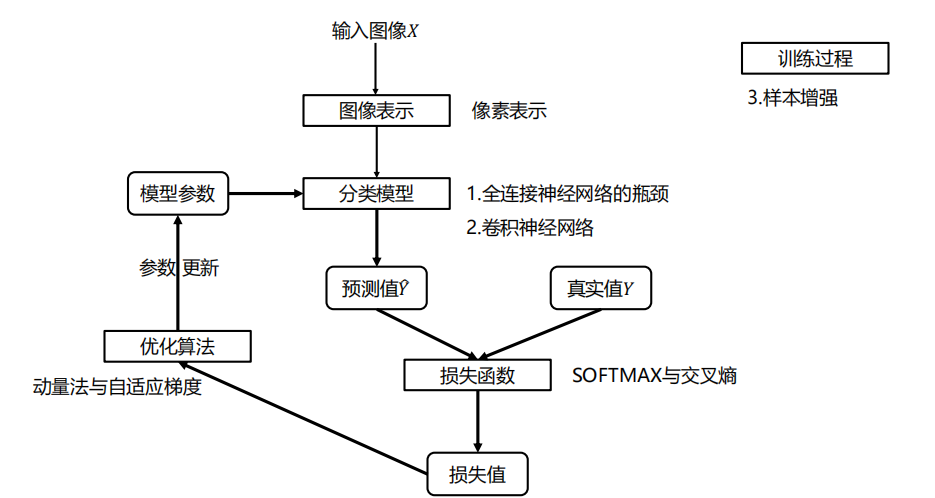 输入图像X
训练过程
图像表示
像素表示
3.样本增强
模型参数
分类模型
1.全连接神经网络的瓶颈
2.卷积神经网络
参数 更新
预测值Ŷ
真实值Y
优化算法
损失函数
SOFTMAX与交叉熵
动量法与自适应梯度
损失值